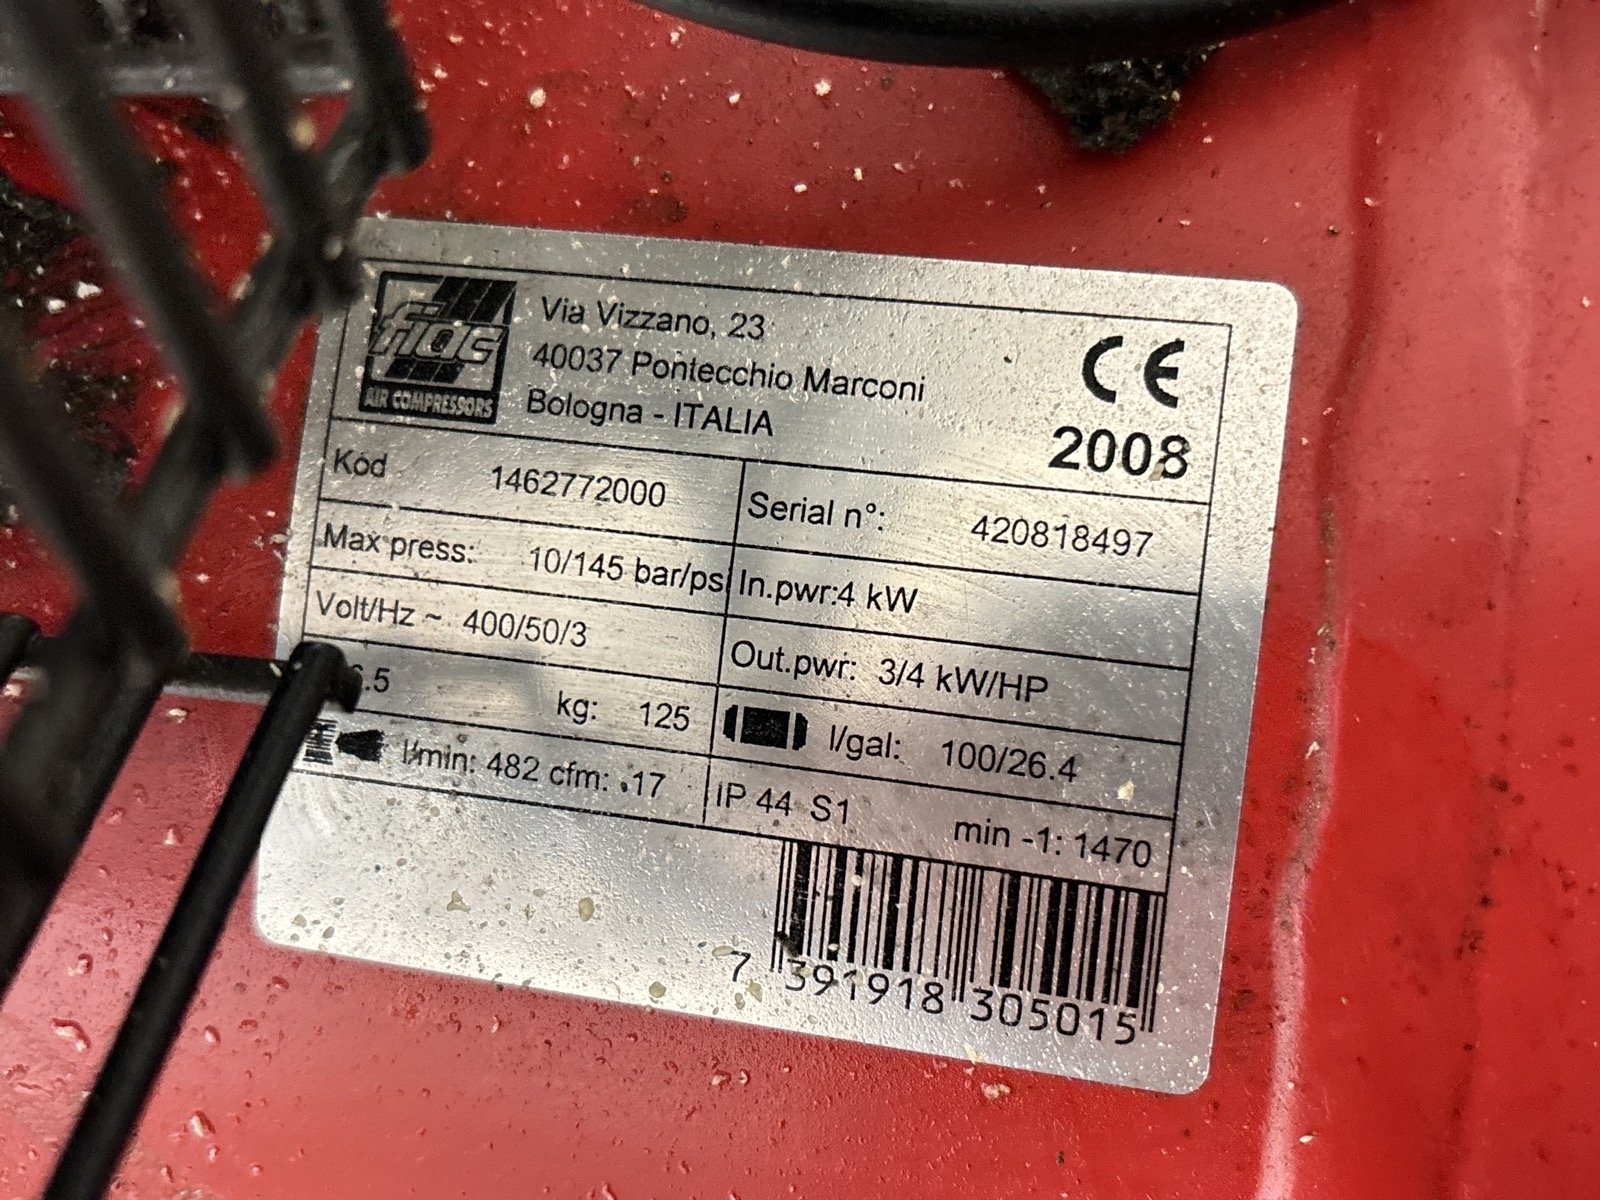 fiac
AIR COMPRESSORS
Via Vizzano, 23
40037 Pontecchio Marconi
Bologna - ITALIA
CE
2008
Kod 1462772000
Serial n°: 420818497
Max press: 10/145 bar/ps
In.pwr:4 kW
Volt/Hz ~ 400/50/3
Out.pwr: 3/4 kW/HP
.5 kg: 125
l/gal: 100/26.4
l/min: 482 cfm: 17
IP 44 S1 min -1: 1470
7 391918 305015